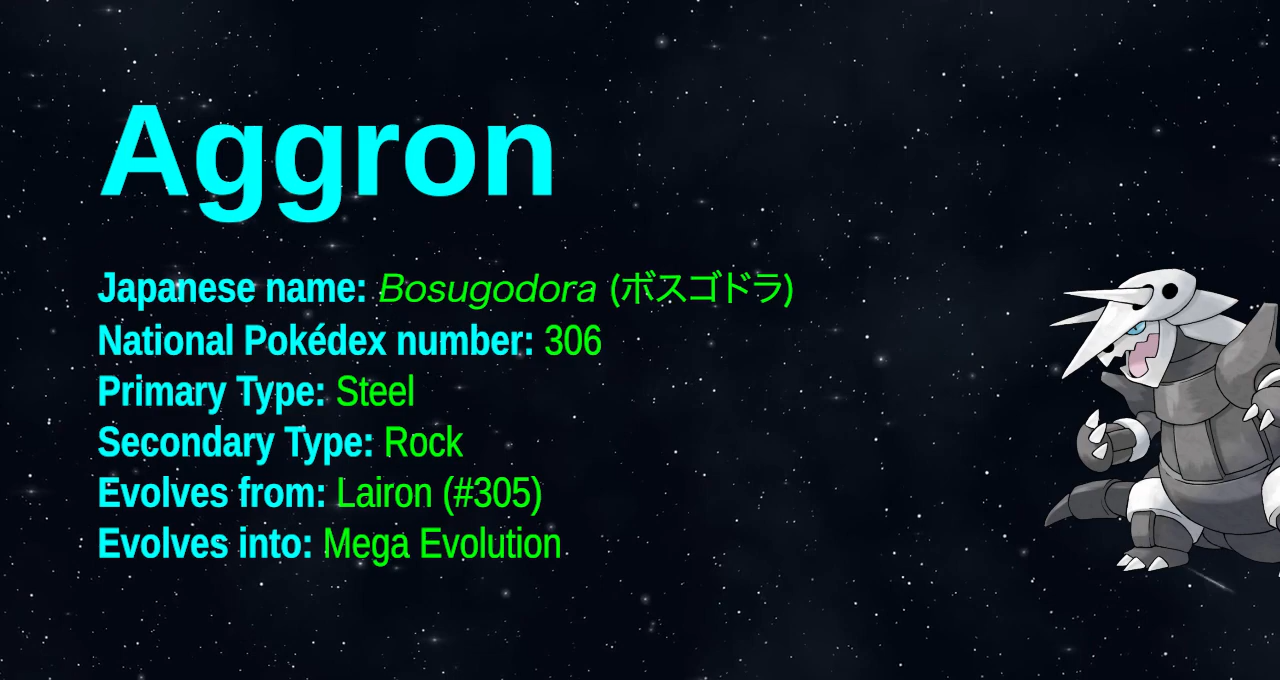 Aggron
Japanese name: Bosugodora (ボスゴドラ)
National Pokédex number: 306
Primary Type: Steel
Secondary Type: Rock
Evolves from: Lairon (#305)
Evolves into: Mega Evolution